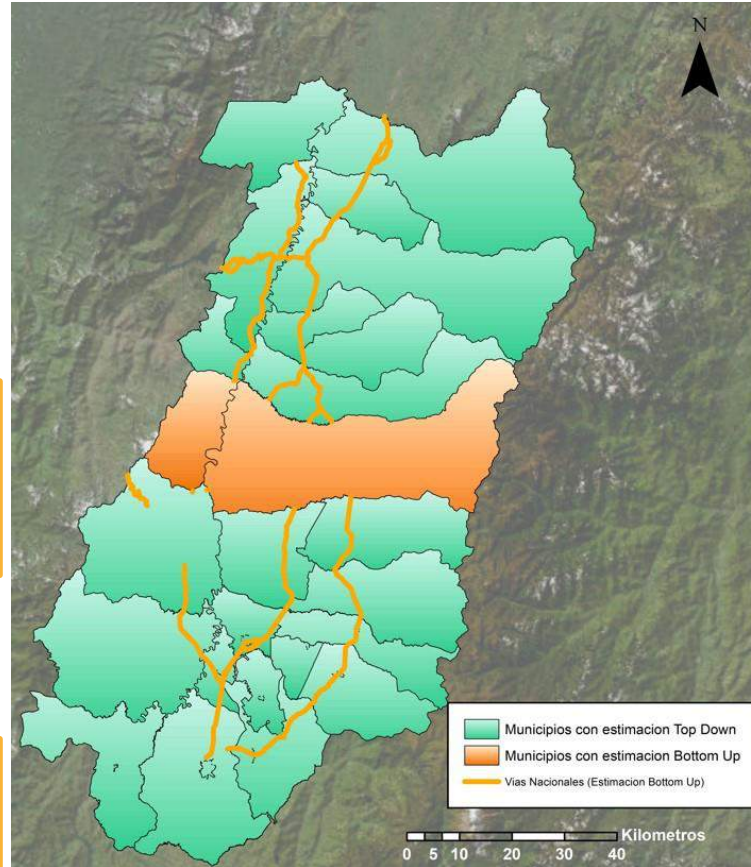 N
Municipios con estimacion Top Down
Municipios con estimacion Bottom Up
Vias Nacionales (Estimacion Bottom Up)
Kilometros
0 5 10 20 30 40